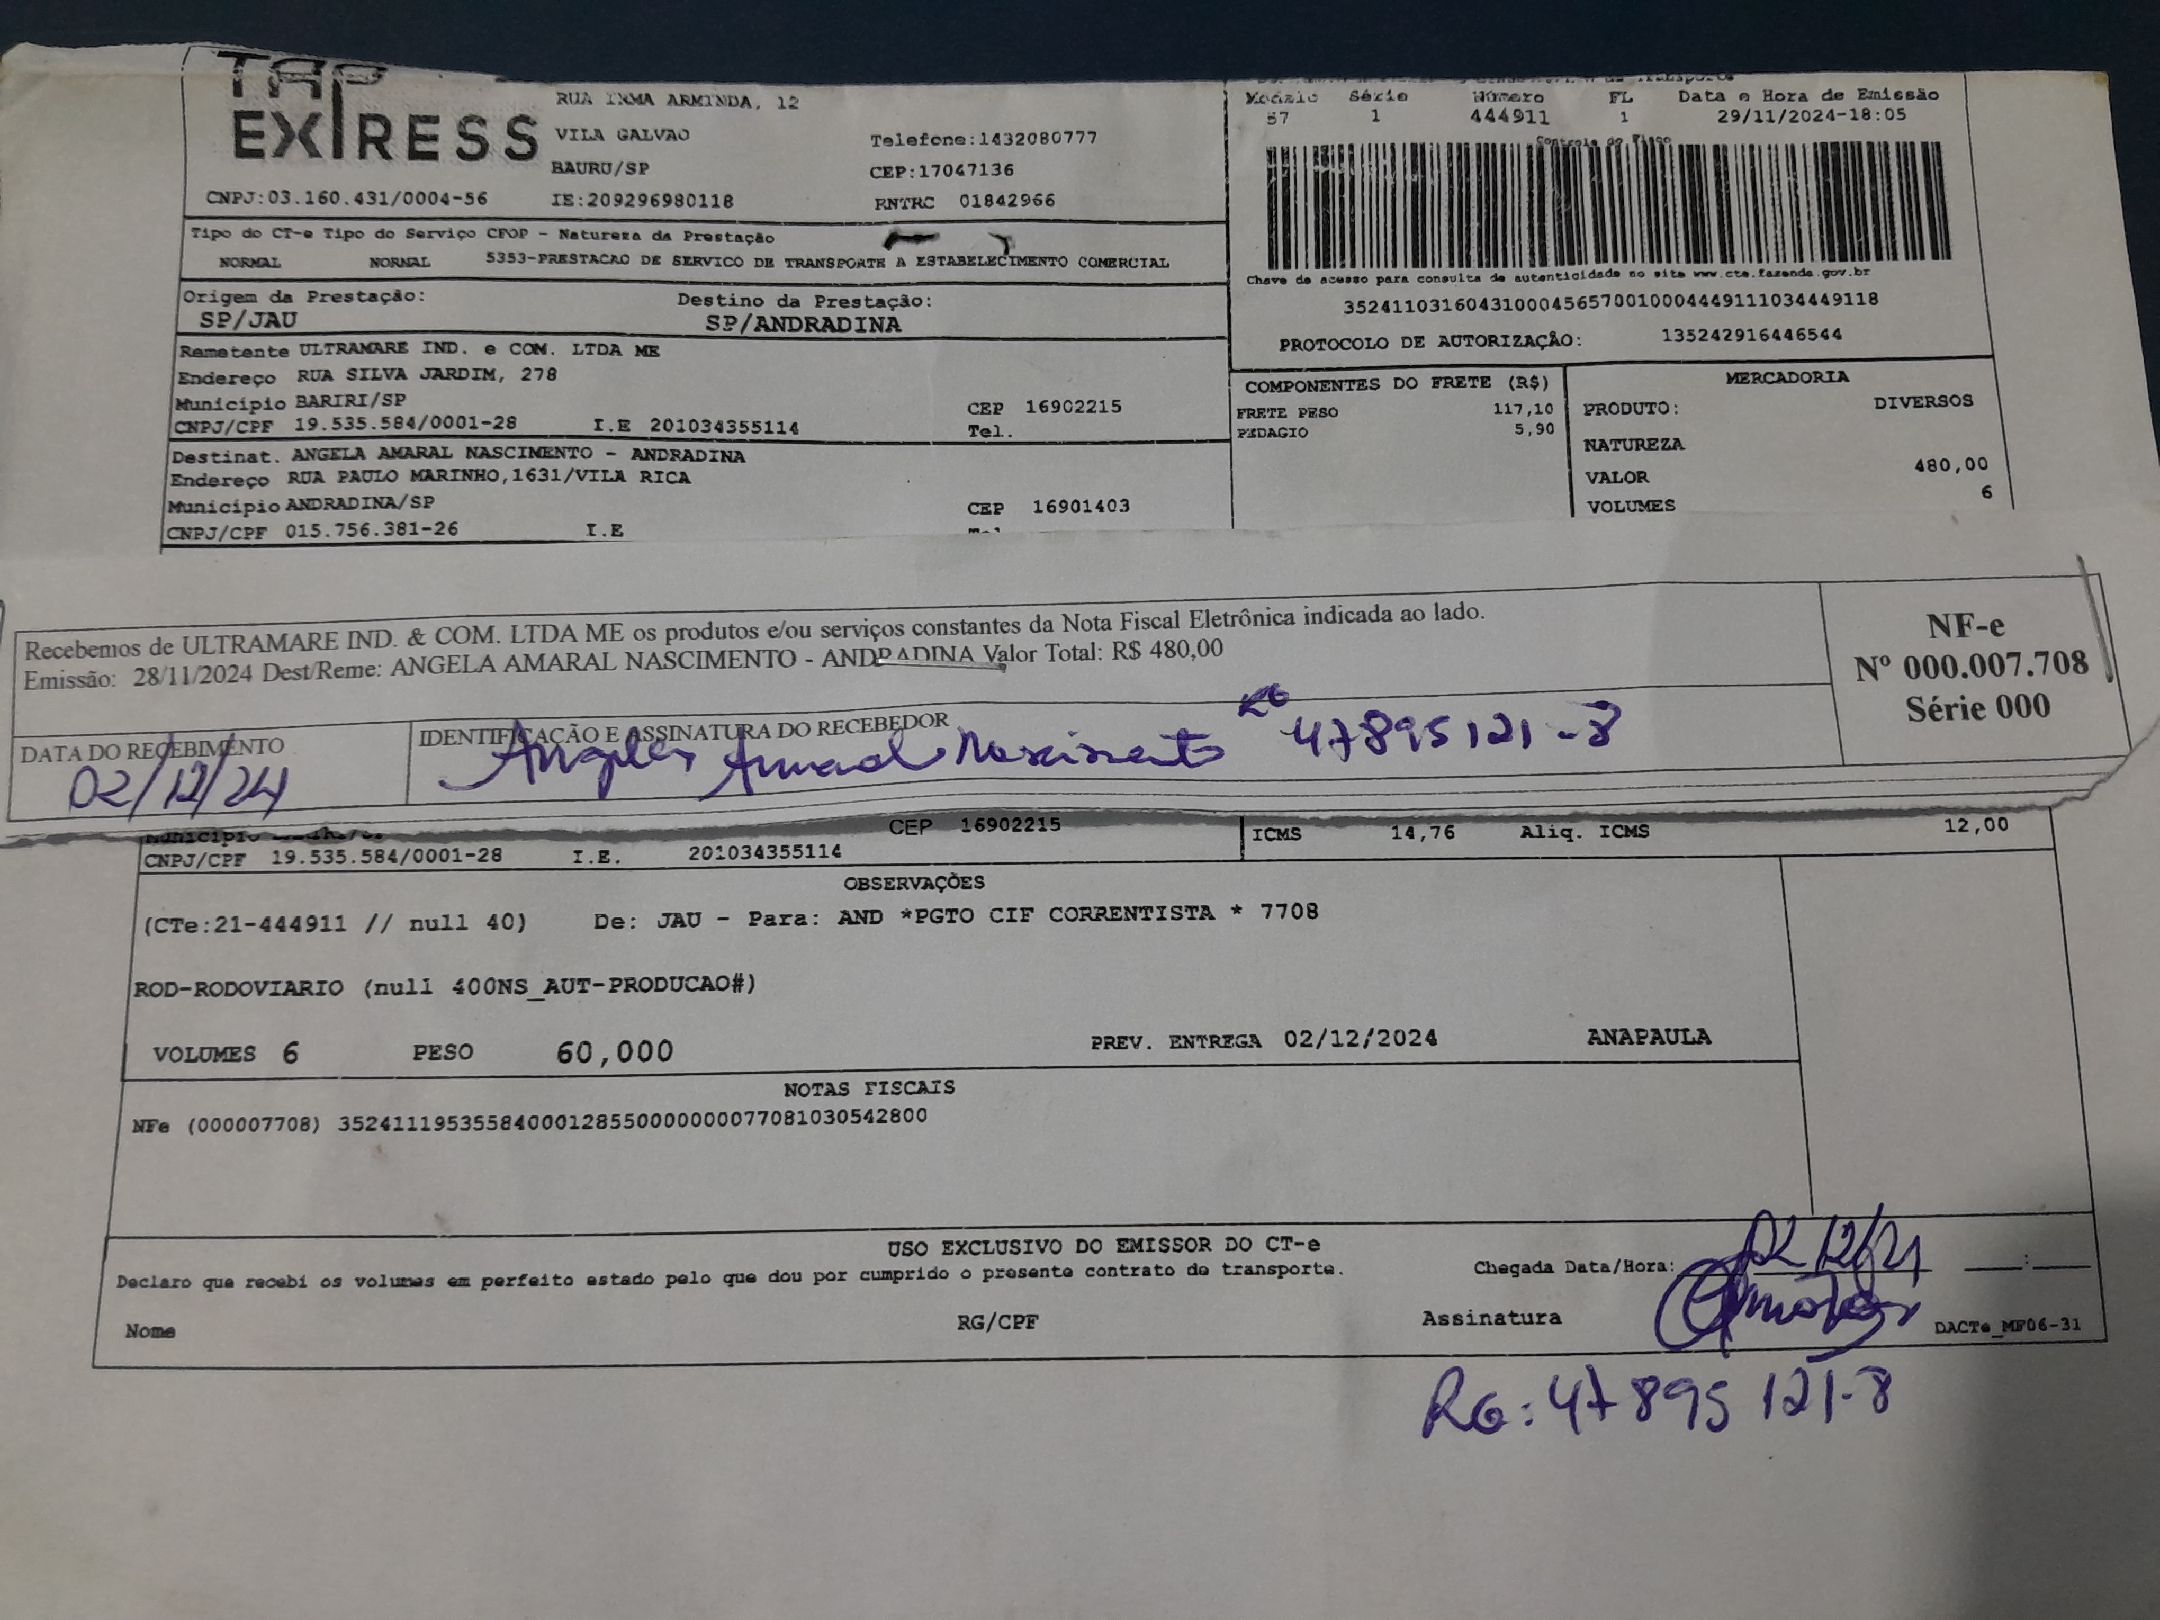 TAP
EXPRESS
RUA IRMA ARMINDA, 12
VILA GALVAO
Telefone:1432080777
BAURU/SP
CEP:17047136
CNPJ:03.160.431/0004-56
IE:209296980118
RNTRC 01842966
Modelo Série Número FL Data e Hora de Emissão
57 1 444911 1 29/11/2024-18:05
Controle do Fisco
Chave de acesso para consulta de autenticidade no site www.cte.fazenda.gov.br
35241103160431000456570010004449111034449118
PROTOCOLO DE AUTORIZAÇÃO: 135242916446544
Tipo do CT-e Tipo do Serviço CFOP - Natureza da Prestação
NORMAL NORMAL 5353-PRESTACAO DE SERVICO DE TRANSPORTE A ESTABELECIMENTO COMERCIAL
Origem da Prestação: Destino da Prestação:
SP/JAU SP/ANDRADINA
Remetente ULTRAMARE IND. e COM. LTDA ME
Endereço RUA SILVA JARDIM, 278
Município BARIRI/SP CEP 16902215
CNPJ/CPF 19.535.584/0001-28 I.E 201034355114 Tel.
Destinat. ANGELA AMARAL NASCIMENTO - ANDRADINA
Endereço RUA PAULO MARINHO,1631/VILA RICA
Município ANDRADINA/SP CEP 16901403
CNPJ/CPF 015.756.381-26 I.E
COMPONENTES DO FRETE (R$)
FRETE PESO 117,10
PEDAGIO 5,90
MERCADORIA
PRODUTO: DIVERSOS
NATUREZA
VALOR 480,00
VOLUMES 6
Recebemos de ULTRAMARE IND. & COM. LTDA ME os produtos e/ou serviços constantes da Nota Fiscal Eletrônica indicada ao lado.
Emissão: 28/11/2024 Dest/Reme: ANGELA AMARAL NASCIMENTO - ANDRADINA Valor Total: R$ 480,00
NF-e
Nº 000.007.708
Série 000
DATA DO RECEBIMENTO
02/12/24
IDENTIFICAÇÃO E ASSINATURA DO RECEBEDOR
Angela Amaral Nascimento RG 47895121-8
Município CEP 16902215
CNPJ/CPF 19.535.584/0001-28 I.E. 201034355114
ICMS 14,76 Aliq. ICMS 12,00
OBSERVAÇÕES
(CTe:21-444911 // null 40) De: JAU - Para: AND *PGTO CIF CORRENTISTA * 7708
ROD-RODOVIARIO (null 400NS_AUT-PRODUCAO#)
VOLUMES 6 PESO 60,000 PREV. ENTREGA 02/12/2024 ANAPAULA
NOTAS FISCAIS
NFe (000007708) 35241119535584000128550000000077081030542800
USO EXCLUSIVO DO EMISSOR DO CT-e
Declaro que recebi os volumes em perfeito estado pelo que dou por cumprido o presente contrato de transporte.
Chegada Data/Hora: 02/12/24 ____:____
Nome RG/CPF Assinatura
DACTe_MF06-31
RG: 47895121-8